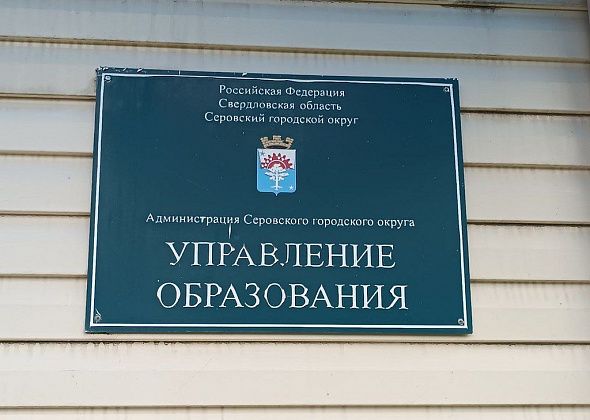 Российская Федерация
Свердловская область
Серовский городской округ
Администрация Серовского городского округа
УПРАВЛЕНИЕ
ОБРАЗОВАНИЯ